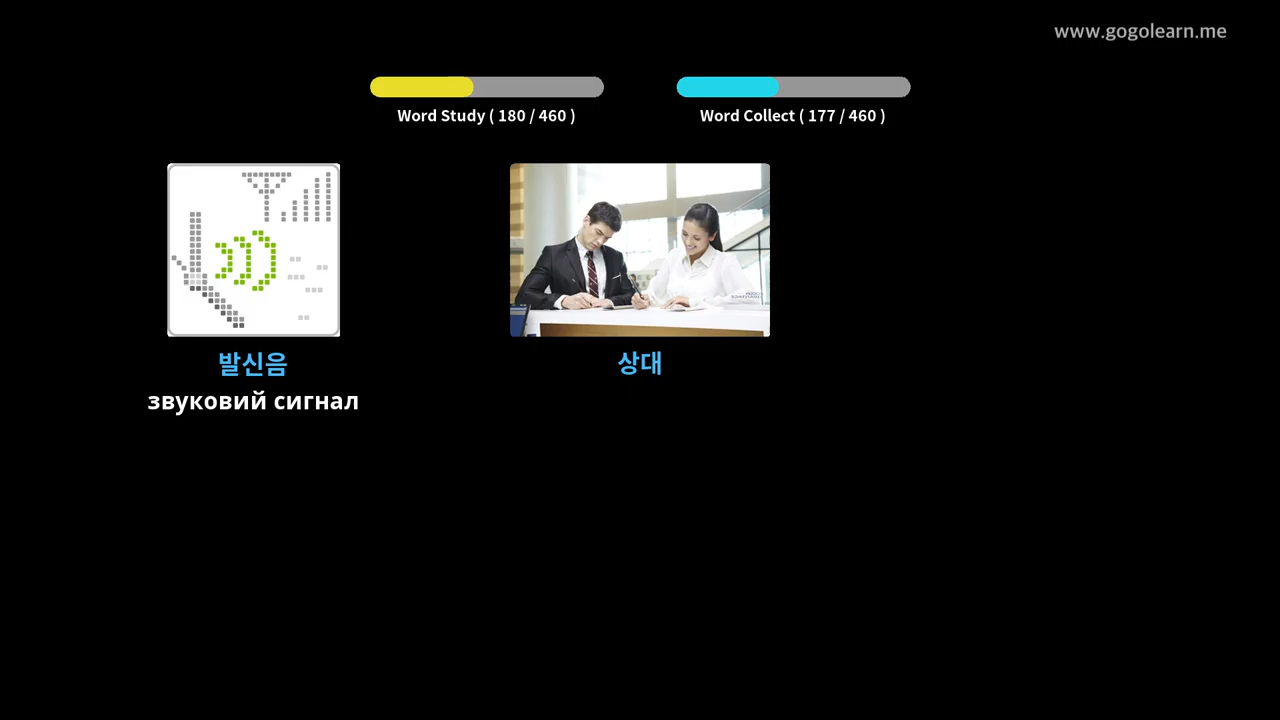 www.gogolearn.me
Word Study ( 180 / 460 )
Word Collect ( 177 / 460 )
발신음
звуковий сигнал
상대